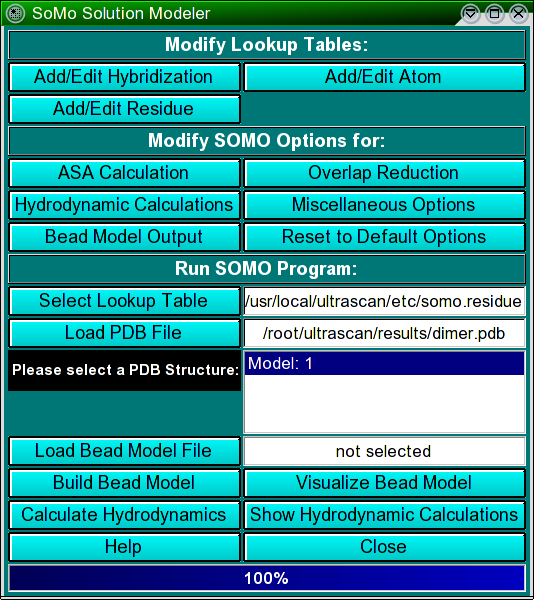 SoMo Solution Modeler
Modify Lookup Tables:
Add/Edit Hybridization Add/Edit Atom
Add/Edit Residue
Modify SOMO Options for:
ASA Calculation Overlap Reduction
Hydrodynamic Calculations Miscellaneous Options
Bead Model Output Reset to Default Options
Run SOMO Program:
Select Lookup Table /usr/local/ultrascan/etc/somo.residue
Load PDB File /root/ultrascan/results/dimer.pdb
Please select a PDB Structure: Model: 1
Load Bead Model File not selected
Build Bead Model Visualize Bead Model
Calculate Hydrodynamics Show Hydrodynamic Calculations
Help Close
100%